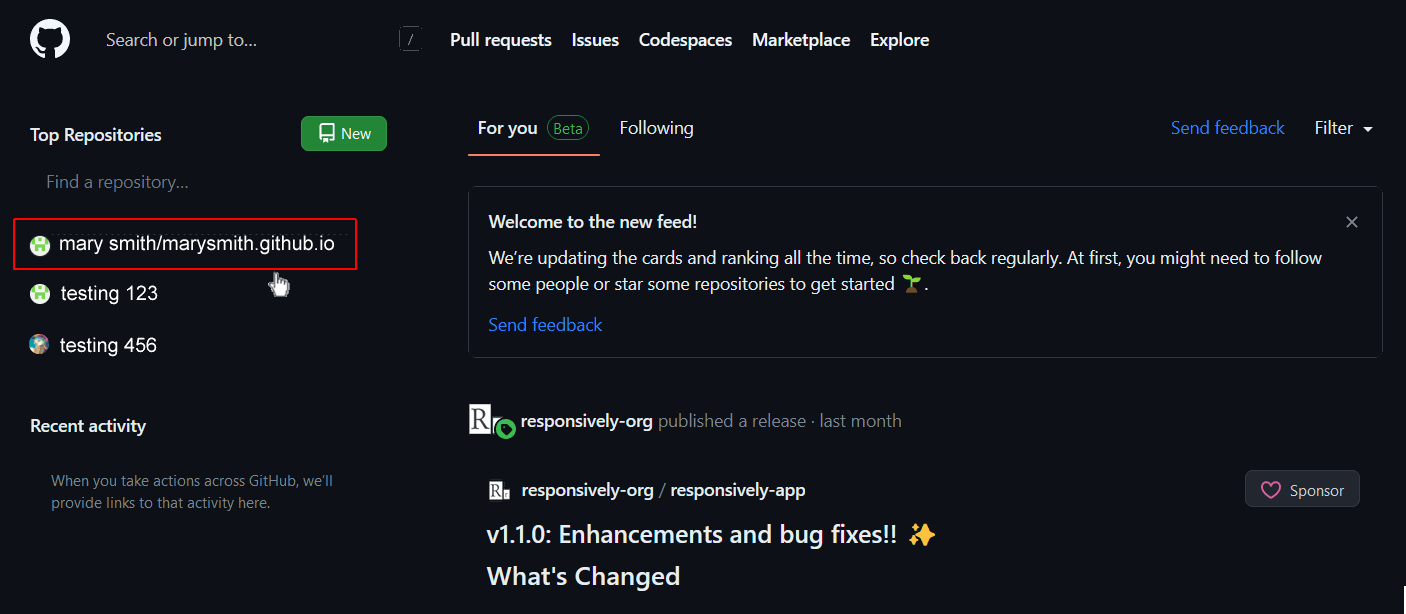 Search or jump to...
/
Pull requests Issues Codespaces Marketplace Explore
Top Repositories
New
Find a repository...
mary smith/marysmith.github.io
testing 123
testing 456
Recent activity
When you take actions across GitHub, we'll
provide links to that activity here.
For you Beta Following
Send feedback Filter
Welcome to the new feed!
We're updating the cards and ranking all the time, so check back regularly. At first, you might need to follow
some people or star some repositories to get started 🌱.
Send feedback
R responsively-org published a release · last month
Rr responsively-org / responsively-app
Sponsor
v1.1.0: Enhancements and bug fixes!! ✨
What's Changed